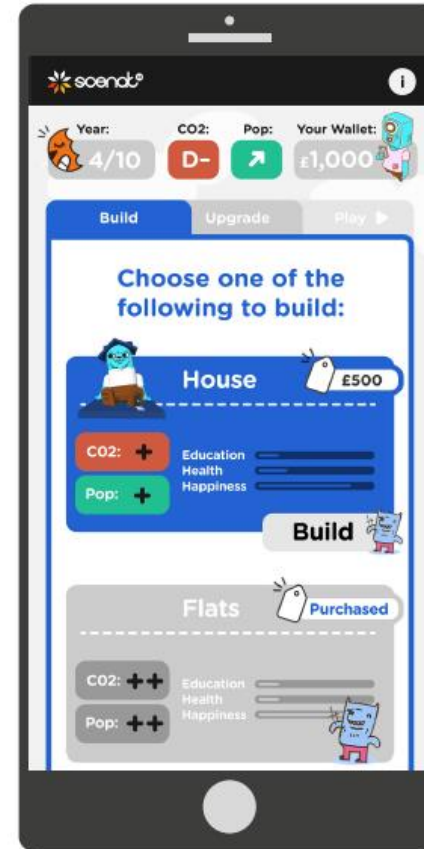 scendt
i
Year: CO2: Pop: Your Wallet:
4/10 D- £1,000
Build Upgrade Play
Choose one of the
following to build:
House £500
CO2: +
Pop: +
Education
Health
Happiness
Build
Flats Purchased
CO2: ++
Pop: ++
Education
Health
Happiness